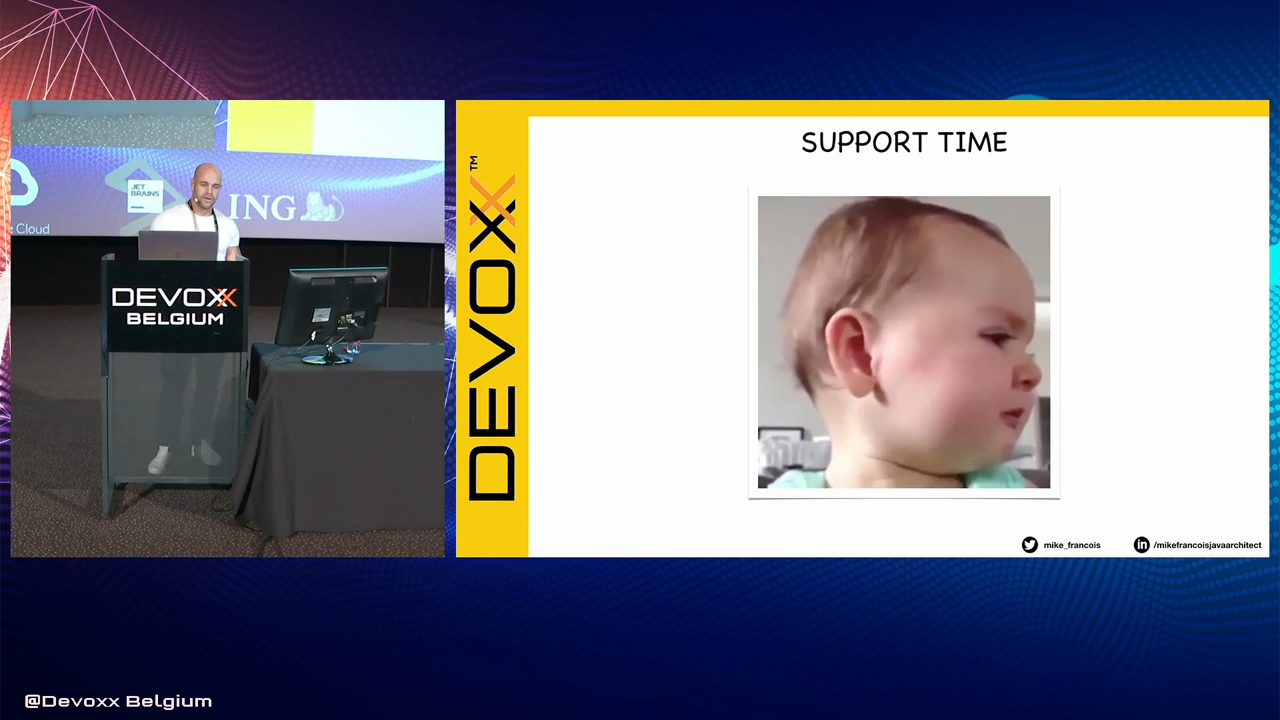 e Cloud
JET
BRAINS
ING
DEVOXX
BELGIUM
DEVOXX™
SUPPORT TIME
mike_francois
/mikefrancoisjavaarchitect
@Devoxx Belgium